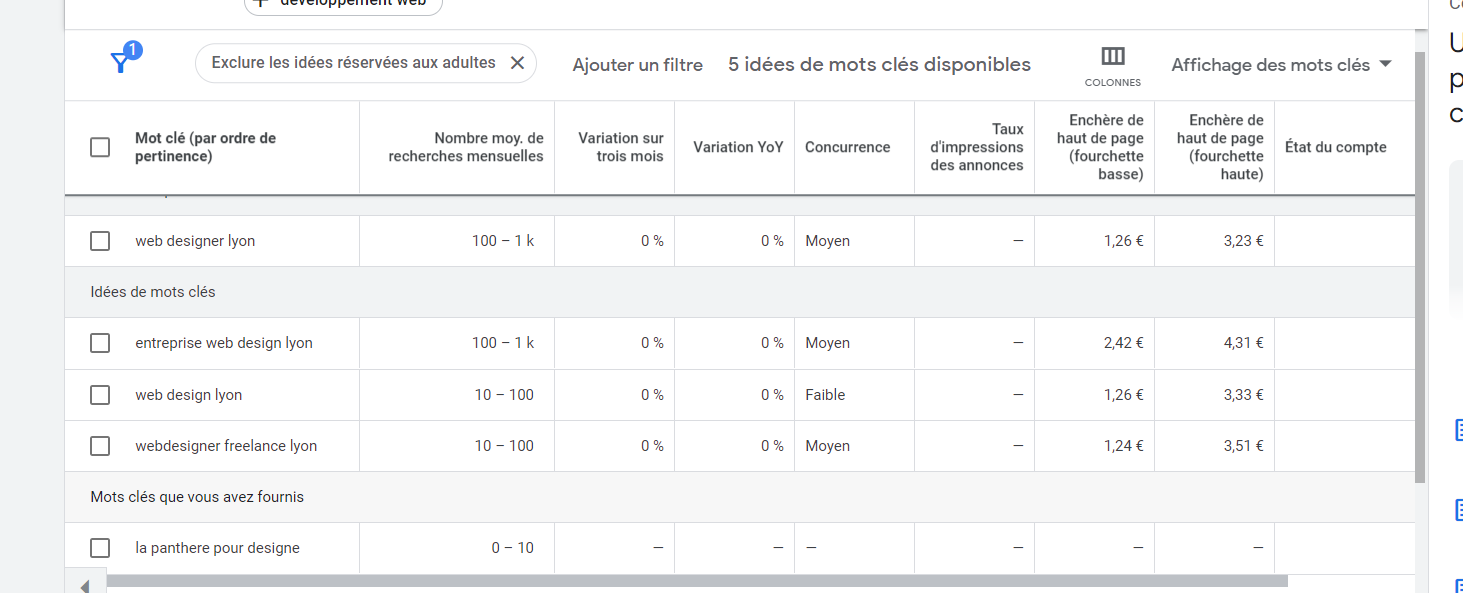 développement web
1
Exclure les idées réservées aux adultes
Ajouter un filtre
5 idées de mots clés disponibles
COLONNES
Affichage des mots clés
Mot clé (par ordre de
pertinence)
Nombre moy. de
recherches mensuelles
Variation sur
trois mois
Variation YoY
Concurrence
Taux
d'impressions
des annonces
Enchère de
haut de page
(fourchette
basse)
Enchère de
haut de page
(fourchette
haute)
État du compte
web designer lyon 100 – 1 k 0 % 0 % Moyen — 1,26 € 3,23 €
Idées de mots clés
entreprise web design lyon 100 – 1 k 0 % 0 % Moyen — 2,42 € 4,31 €
web design lyon 10 – 100 0 % 0 % Faible — 1,26 € 3,33 €
webdesigner freelance lyon 10 – 100 0 % 0 % Moyen — 1,24 € 3,51 €
Mots clés que vous avez fournis
la panthere pour designe 0 – 10 — — — — — —